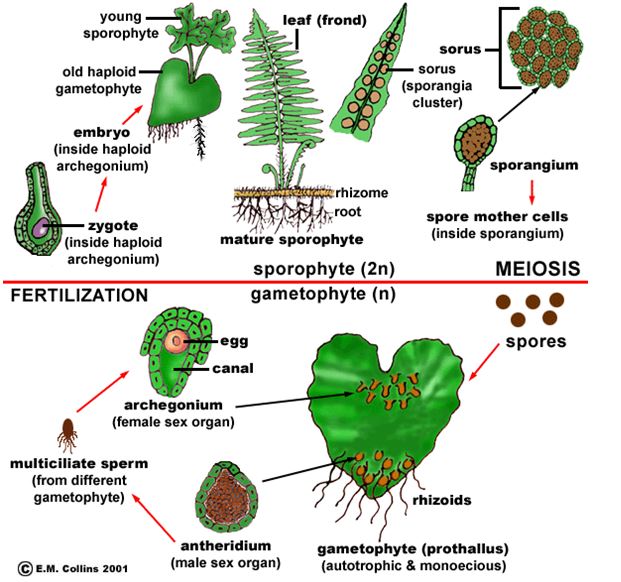 young
sporophyte
old haploid
gametophyte
embryo
(inside haploid
archegonium)
zygote
(inside haploid
archegonium)
leaf (frond)
sorus
(sporangia
cluster)
rhizome
root
mature sporophyte
sorus
sporangium
spore mother cells
(inside sporangium)
sporophyte (2n)
MEIOSIS
FERTILIZATION
gametophyte (n)
spores
egg
canal
archegonium
(female sex organ)
multiciliate sperm
(from different
gametophyte)
antheridium
(male sex organ)
rhizoids
gametophyte (prothallus)
(autotrophic & monoecious)
© E.M. Collins 2001